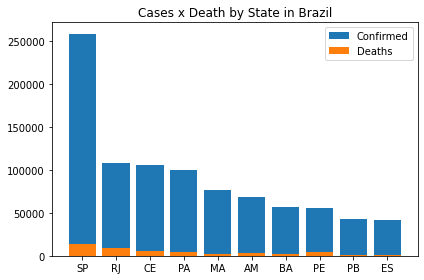 Cases x Death by State in Brazil
Confirmed
Deaths
250000
200000
150000
100000
50000
0
SP RJ CE PA MA AM BA PE PB ES